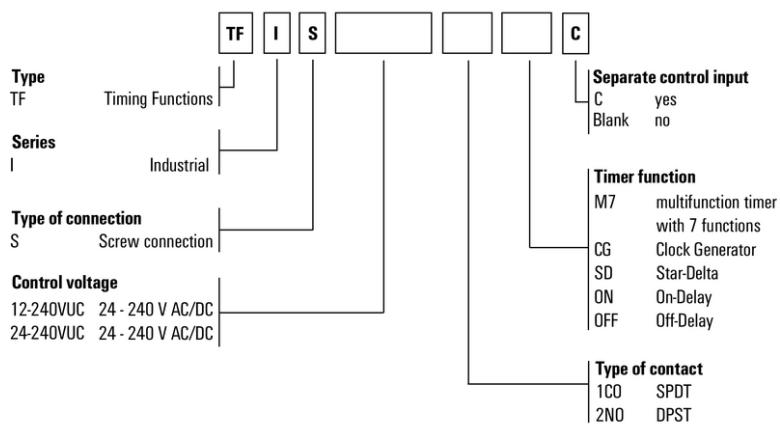 TF I S C
Type
TF Timing Functions
Series
I Industrial
Type of connection
S Screw connection
Control voltage
12-240VUC 24 - 240 V AC/DC
24-240VUC 24 - 240 V AC/DC
Separate control input
C yes
Blank no
Timer function
M7 multifunction timer
with 7 functions
CG Clock Generator
SD Star-Delta
ON On-Delay
OFF Off-Delay
Type of contact
1CO SPDT
2NO DPST